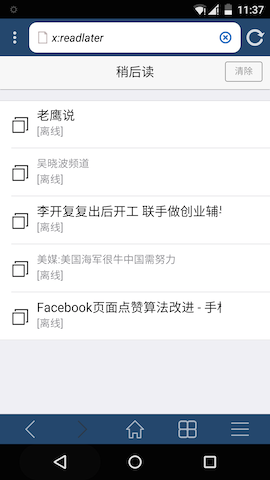 11:37
x:readlater
稍后读
清除
老鹰说
[离线]
吴晓波频道
[离线]
李开复复出后开工 联手做创业辅导
[离线]
美媒:美国海军很牛中国需努力
[离线]
Facebook页面点赞算法改进 - 手机
[离线]